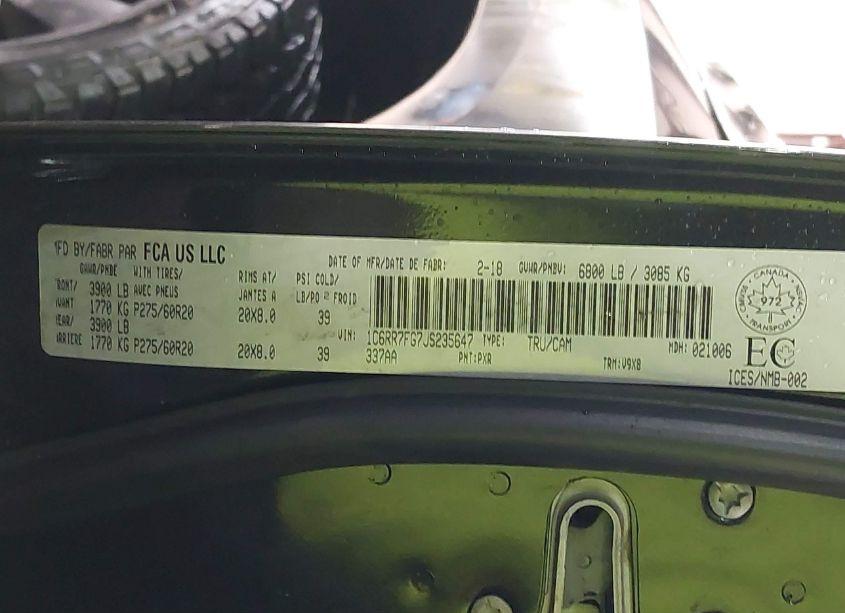 MFD BY/FABR PAR FCA US LLC
DATE OF MFR/DATE DE FABR: 2-18 GVWR/PNBV: 6800 LB / 3085 KG
GAWR/PNBE WITH TIRES/ RIMS AT/ PSI COLD/
FRONT/ 3900 LB AVEC PNEUS JANTES A LB/PO² FROID
AVANT 1770 KG P275/60R20 20X8.0 39
REAR/ 3900 LB VIN: 1C6RR7FG7JS235647 TYPE: TRU/CAM MDH: 021006
ARRIERE 1770 KG P275/60R20 20X8.0 39 337AA PNT:PXR TRM:V9X8
CANADA
972
TRANSPORT
EC
ICES/NMB-002